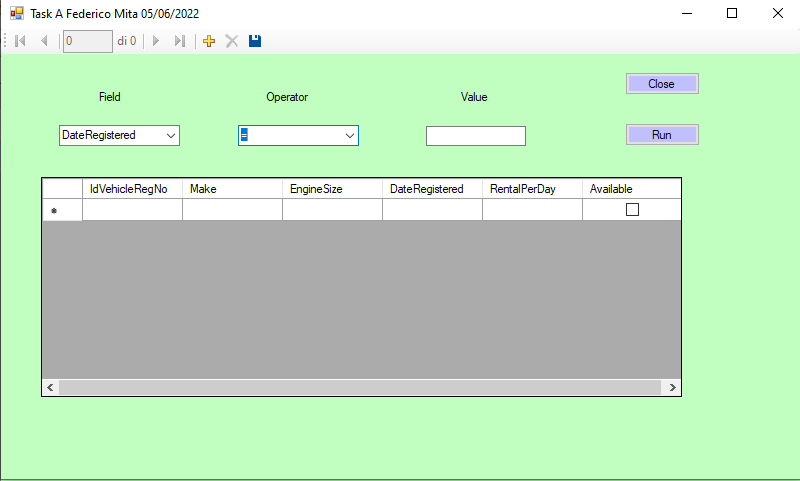 Task A Federico Mita 05/06/2022
0 di 0
Close
Field Operator Value
DateRegistered = Run
IdVehicleRegNo Make EngineSize DateRegistered RentalPerDay Available